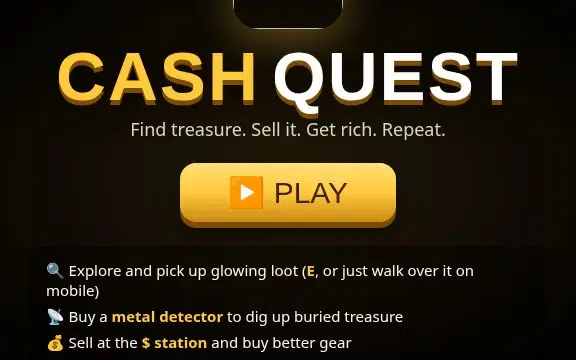 CASH QUEST
Find treasure. Sell it. Get rich. Repeat.
▶️ PLAY
🔍 Explore and pick up glowing loot (E, or just walk over it on
mobile)
📡 Buy a metal detector to dig up buried treasure
💰 Sell at the $ station and buy better gear